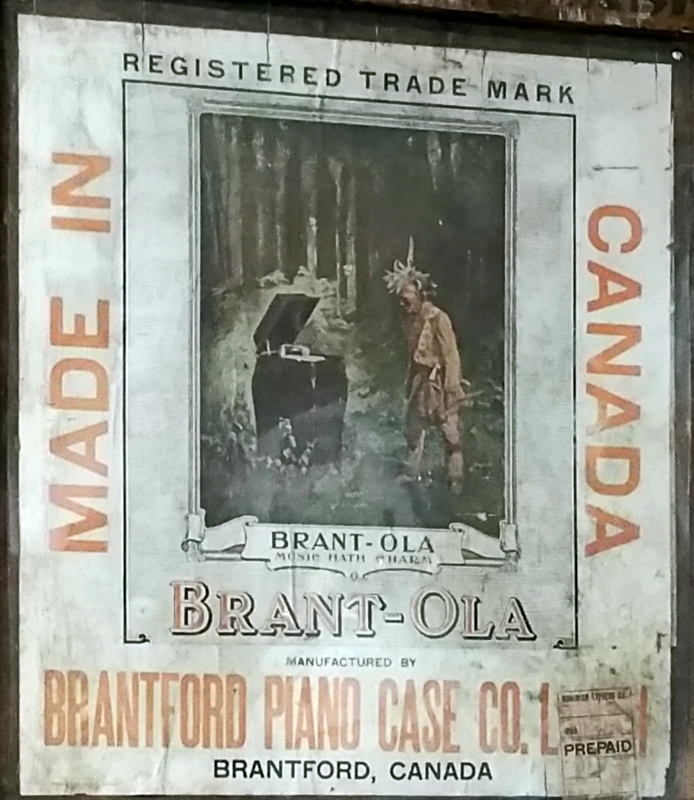 REGISTERED TRADE MARK
MADE IN
CANADA
BRANT-OLA
MUSIC HATH CHARM
BRANT-OLA
MANUFACTURED BY
BRANTFORD PIANO CASE CO.
PREPAID
BRANTFORD, CANADA